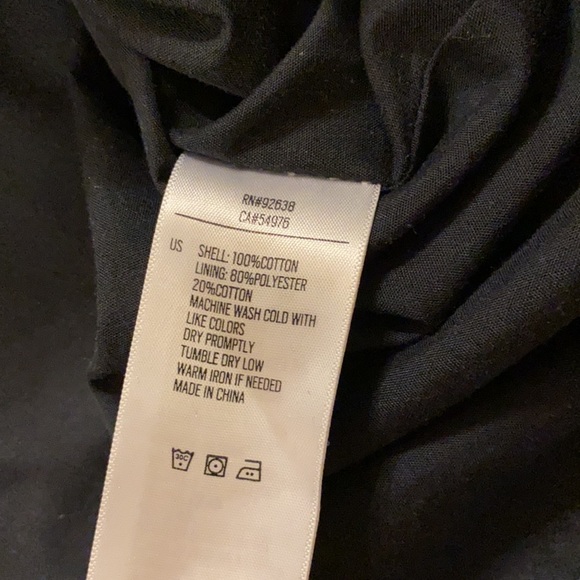 RN#92638
CA#54976
US SHELL: 100%COTTON
LINING: 80%POLYESTER
20%COTTON
MACHINE WASH COLD WITH
LIKE COLORS
DRY PROMPTLY
TUMBLE DRY LOW
WARM IRON IF NEEDED
MADE IN CHINA
30C